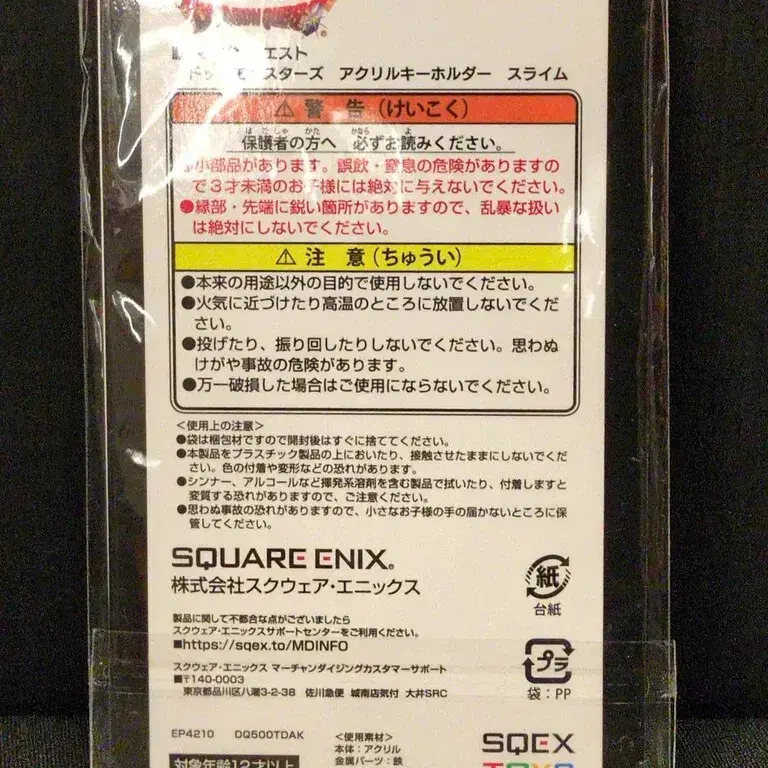 DRAGON QUEST
エスト
スターズ アクリルキーホルダー スライム
⚠ 警 告 (けいこく)
保護者の方へ 必ずお読みください。
●小部品があります。誤飲・窒息の危険がありますの
で3才未満のお子様には絶対に与えないでください。
●縁部・先端に鋭い箇所がありますので、乱暴な扱い
は絶対にしないでください。
⚠ 注 意 (ちゅうい)
●本来の用途以外の目的で使用しないでください。
●火気に近づけたり高温のところに放置しないでくだ
さい。
●投げたり、振り回したりしないでください。思わぬ
けがや事故の危険があります。
●万一破損した場合はご使用にならないでください。
<使用上の注意>
●袋は梱包材ですので開封後はすぐに捨ててください。
●本製品をプラスチック製品の上においたり、接触させたままにしないでくだ
さい。色の付着や変形などの恐れがあります。
●シンナー、アルコールなど揮発系溶剤を含む製品で拭いたり、付着しますと
変質する恐れがありますので、ご注意ください。
●思わぬ事故の恐れがありますので、小さなお子様の手の届かないところに保
管してください。
SQUARE ENIX®
株式会社スクウェア・エニックス
紙
台紙
製品に関して不都合な点がございましたら
スクウェア・エニックスサポートセンターをご利用ください。
■https://sqex.to/MDINFO
プラ
袋:PP
スクウェア・エニックス マーチャンダイジングカスタマーサポート
■〒140-0003
東京都品川区八潮3-2-38 佐川急便 城南店気付 大井SRC
EP4210 DQ500TDAK
対象年齢12才以上
<使用素材>
本体:アクリル
金属パーツ:鉄
SQEX
TOYS